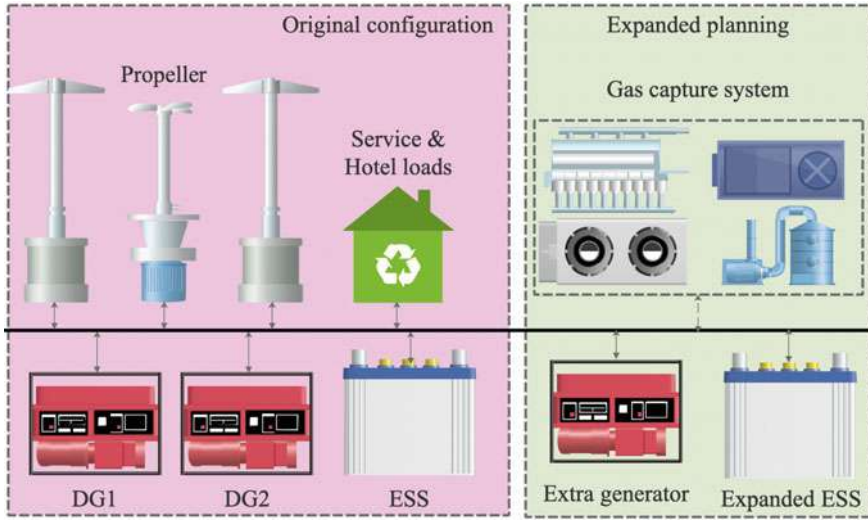 Original configuration
Expanded planning
Propeller
Gas capture system
Service &
Hotel loads
DG1
DG2
ESS
Extra generator
Expanded ESS